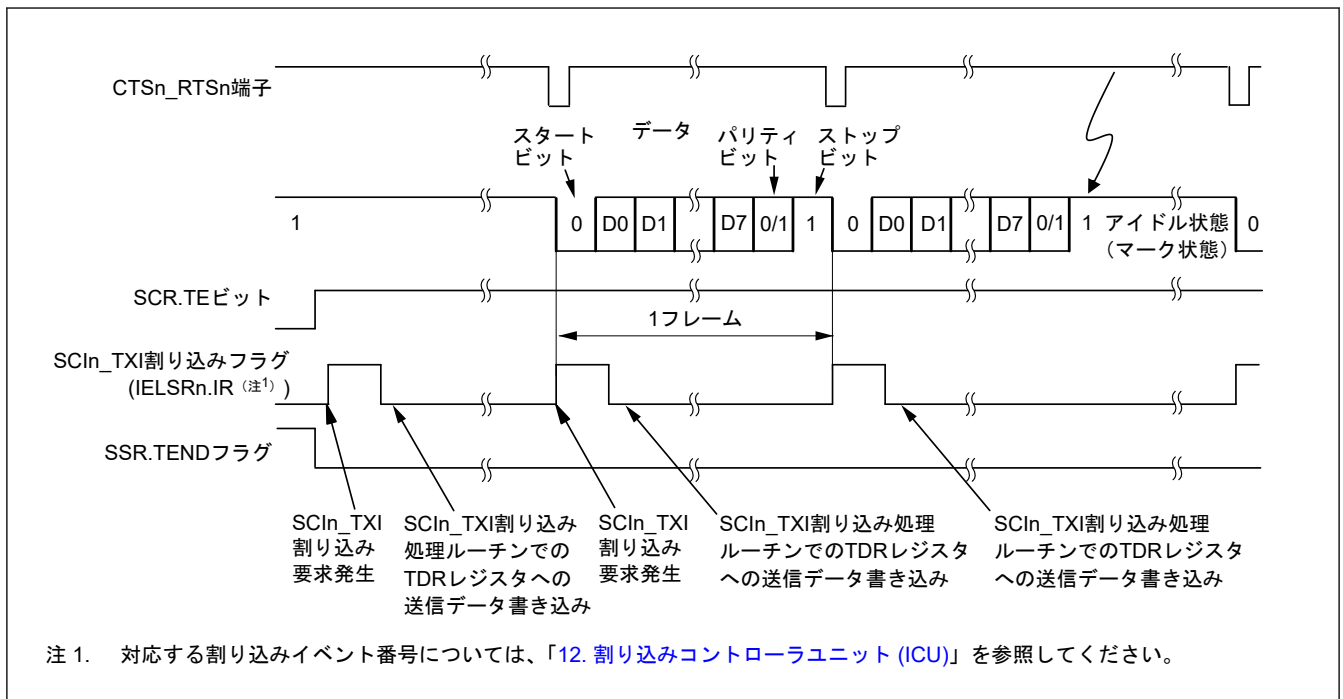 CTSn_RTSn端子
スタート
ビット
データ
パリティ
ビット
ストップ
ビット
1
0
D0
D1
D7
0/1
1
0
D0
D1
D7
0/1
1
アイドル状態
（マーク状態）
0
SCR.TEビット
1フレーム
SCIn_TXI割り込みフラグ
(IELSRn.IR（注1）)
SSR.TENDフラグ
SCIn_TXI
割り込み
要求発生
SCIn_TXI割り込み
処理ルーチンでの
TDRレジスタへの
送信データ書き込み
SCIn_TXI
割り込み
要求発生
SCIn_TXI割り込み処理
ルーチンでのTDRレジスタ
への送信データ書き込み
SCIn_TXI割り込み処理
ルーチンでのTDRレジスタ
への送信データ書き込み
注 1. 対応する割り込みイベント番号については、「12. 割り込みコントローラユニット (ICU)」を参照してください。